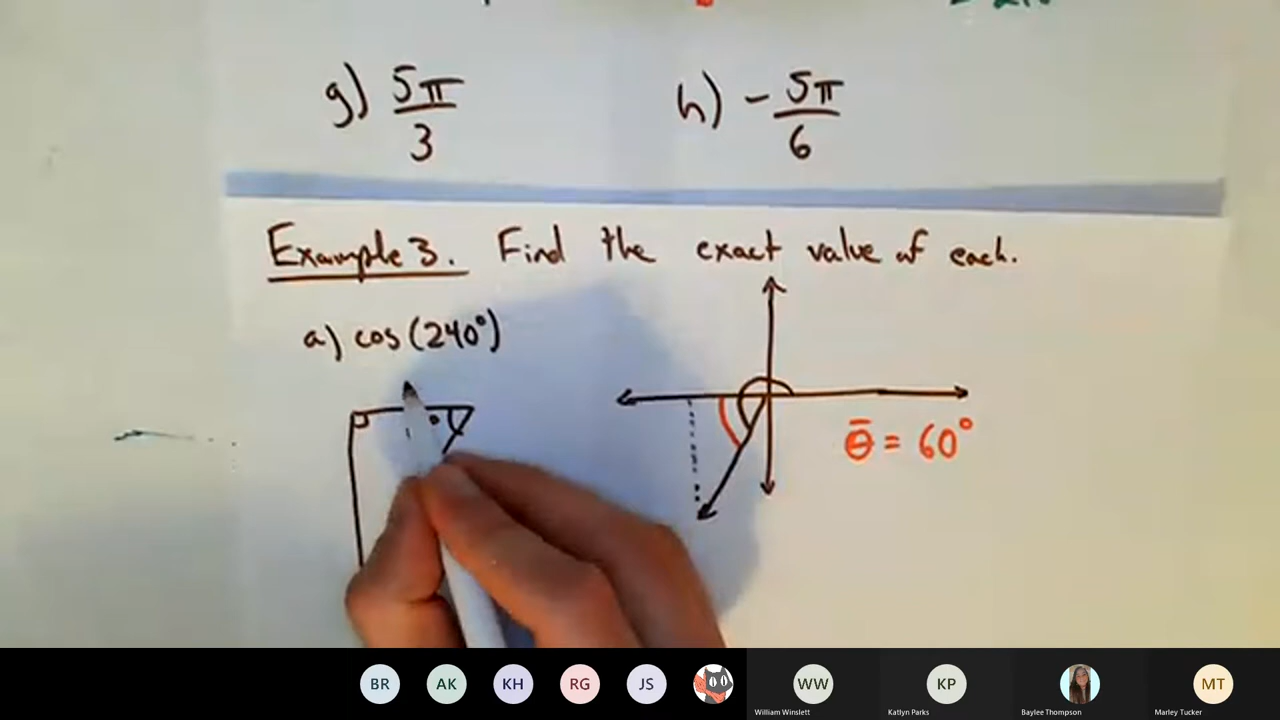 g) 5π/3 h) - 5π/6
Example 3. Find the exact value of each.
a) cos(240°)
θ̄ = 60°
BR AK KH RG JS WW KP MT
William Winslett Katlyn Parks Baylee Thompson Marley Tucker